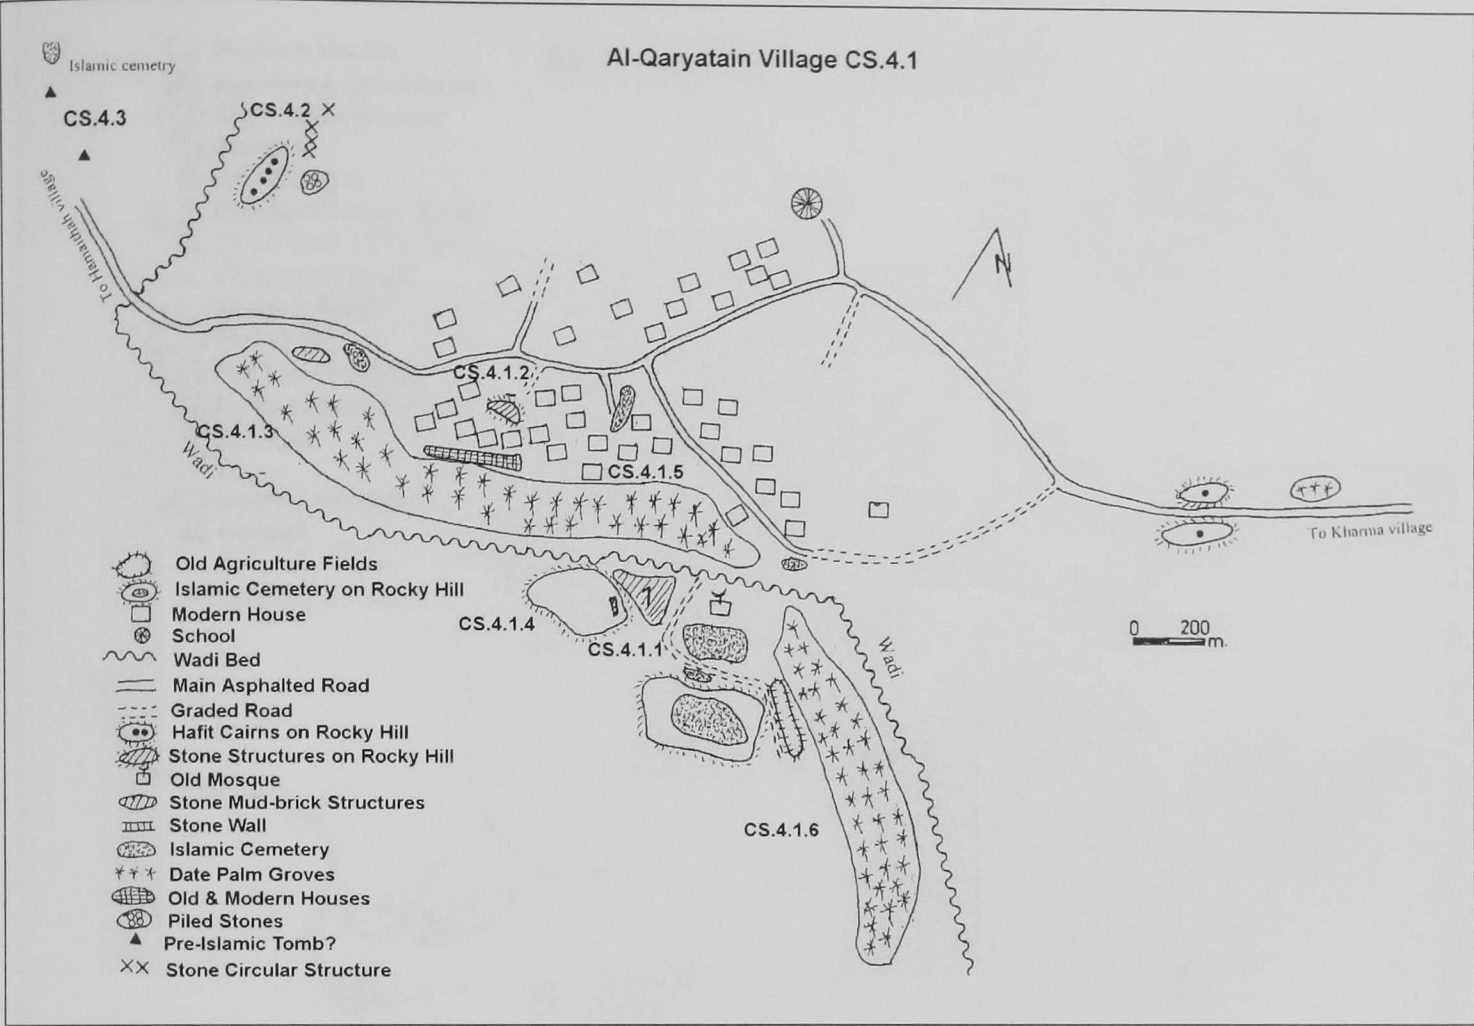 Al-Qaryatain Village CS.4.1
Islamic cemetry
CS.4.3
CS.4.2
To Hamanthah village
N
CS.4.1.2
CS.4.1.3
Wadi
CS.4.1.5
To Kharma village
0 200 m.
CS.4.1.4
CS.4.1.1
Wadi
CS.4.1.6
Old Agriculture Fields
Islamic Cemetery on Rocky Hill
Modern House
School
Wadi Bed
Main Asphalted Road
Graded Road
Hafit Cairns on Rocky Hill
Stone Structures on Rocky Hill
Old Mosque
Stone Mud-brick Structures
Stone Wall
Islamic Cemetery
Date Palm Groves
Old & Modern Houses
Piled Stones
Pre-Islamic Tomb?
Stone Circular Structure